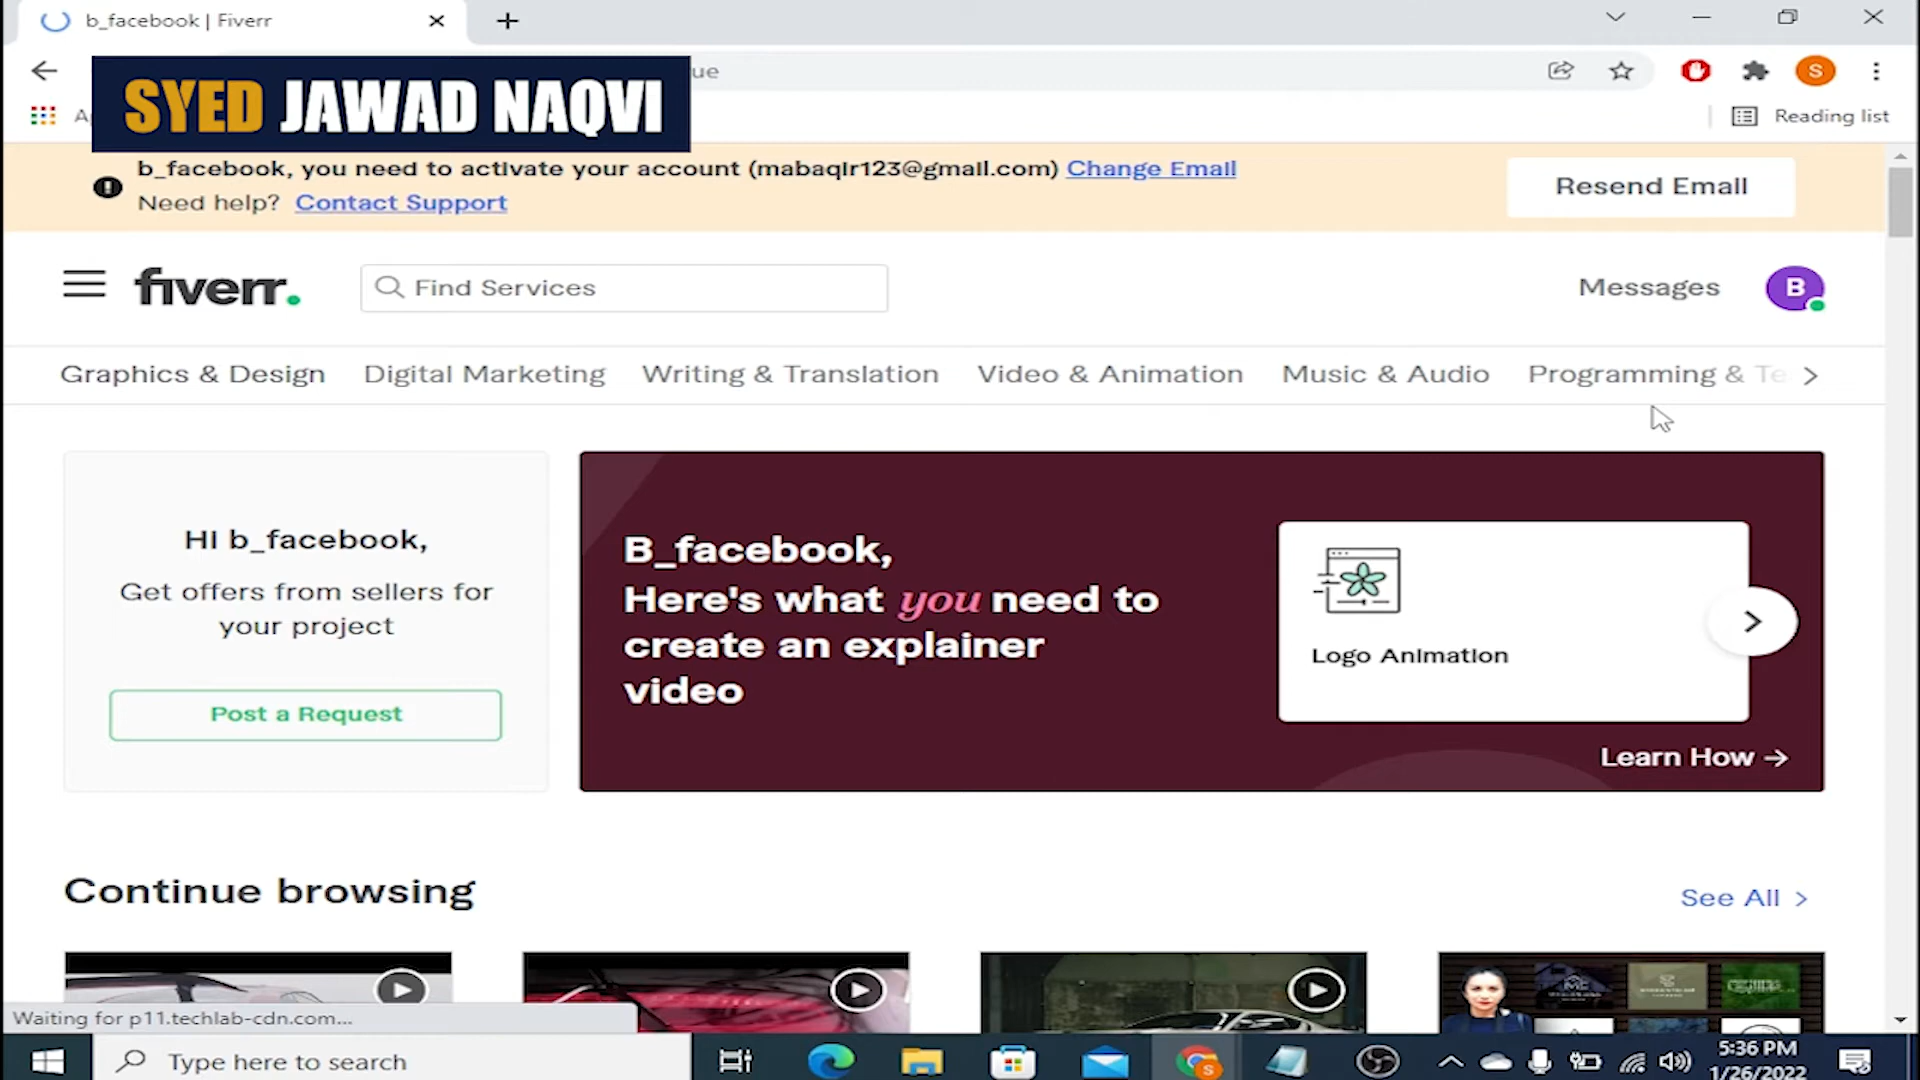 b_facebook | Fiverr
SYED JAWAD NAQVI
ue
Reading list
b_facebook, you need to activate your account (mabaqir123@gmail.com) Change Email
Need help? Contact Support
Resend Email
fiverr.
Find Services
Messages
B
Graphics & Design Digital Marketing Writing & Translation Video & Animation Music & Audio Programming & Te
Hi b_facebook,
Get offers from sellers for
your project
Post a Request
B_facebook,
Here's what you need to
create an explainer
video
Logo Animation
Learn How →
Continue browsing
See All >
Waiting for p11.techlab-cdn.com...
Type here to search
5:36 PM
1/26/2022